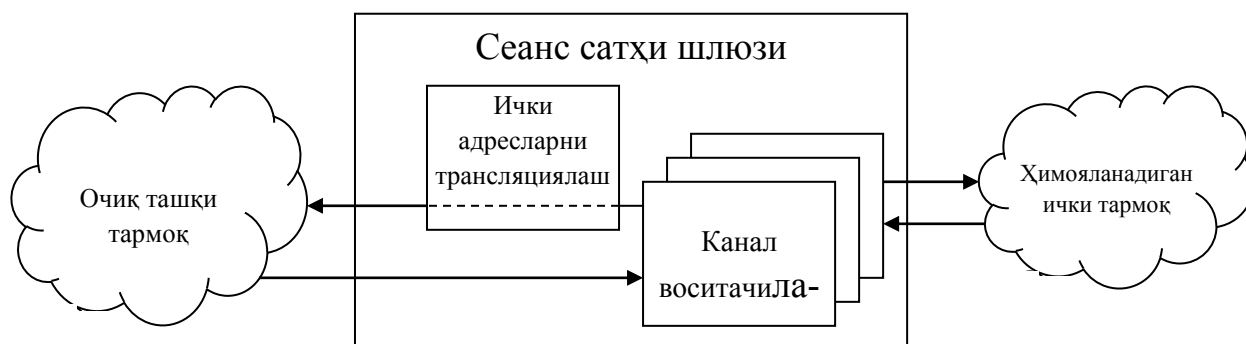 Сеанс сатҳи шлюзи
Ички
адресларни
трансляциялаш
Очиқ ташқи
тармоқ
Канал
воситачила-
Ҳимояланадиган
ички тармоқ